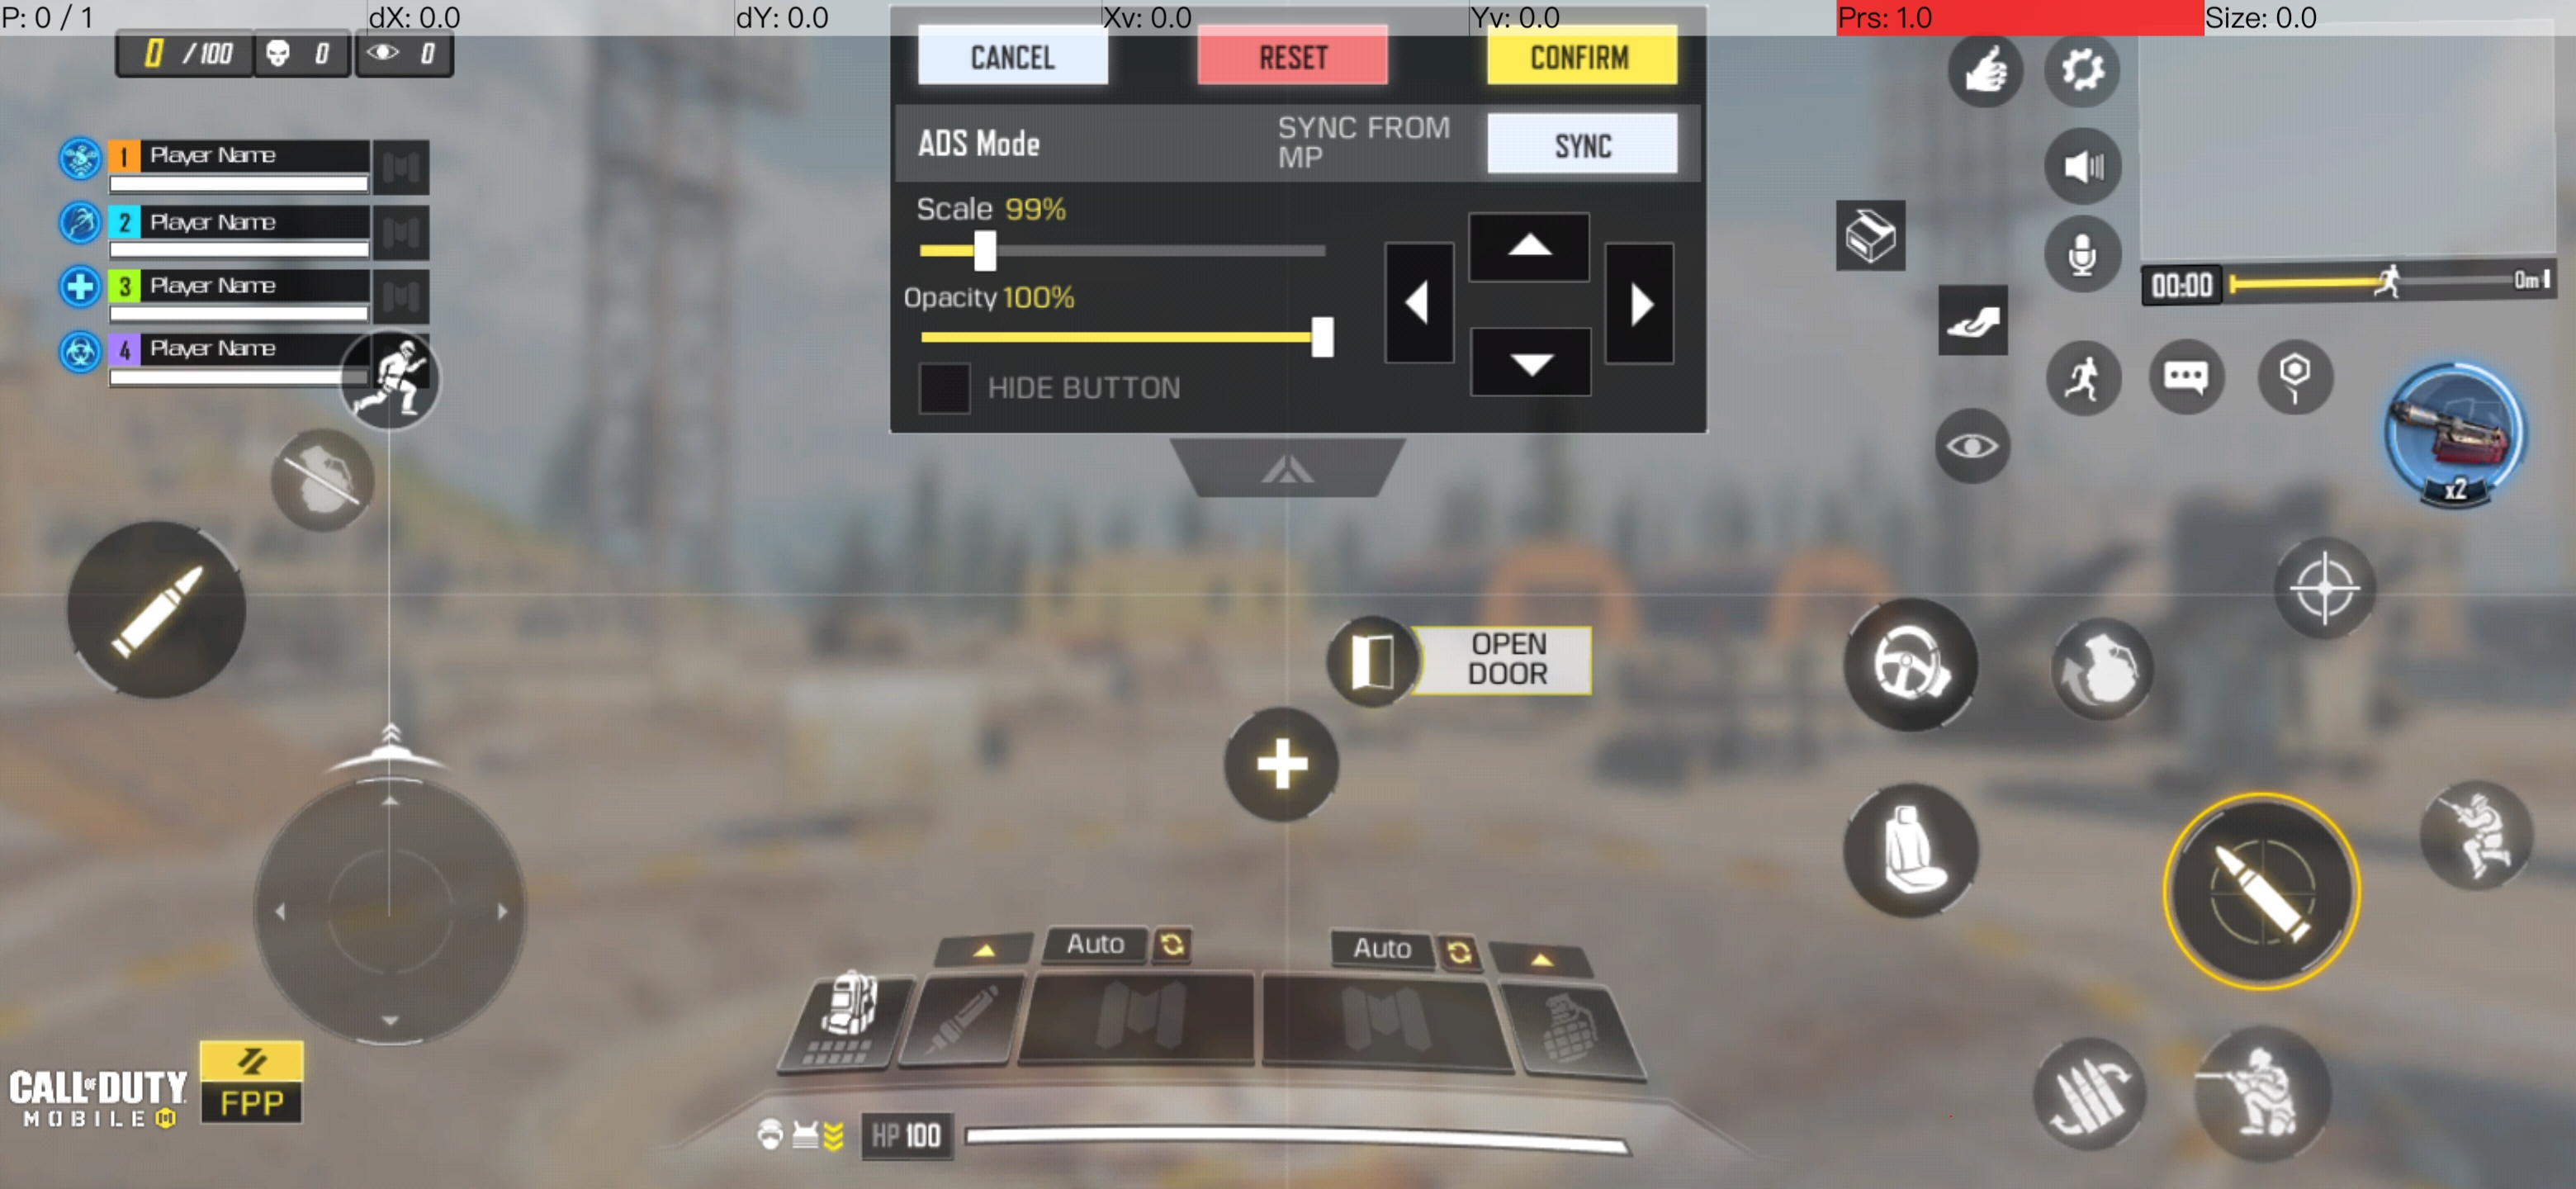 P: 0 / 1
dX: 0.0
dY: 0.0
Xv: 0.0
Yv: 0.0
Prs: 1.0
Size: 0.0
0 /100
0
0
CANCEL
RESET
CONFIRM
ADS Mode
SYNC FROM
MP
SYNC
Scale 99%
Opacity 100%
HIDE BUTTON
1 Player Name
2 Player Name
3 Player Name
4 Player Name
00:00
0m
x2
OPEN
DOOR
Auto
Auto
CALL OF DUTY
MOBILE
FPP
HP 100